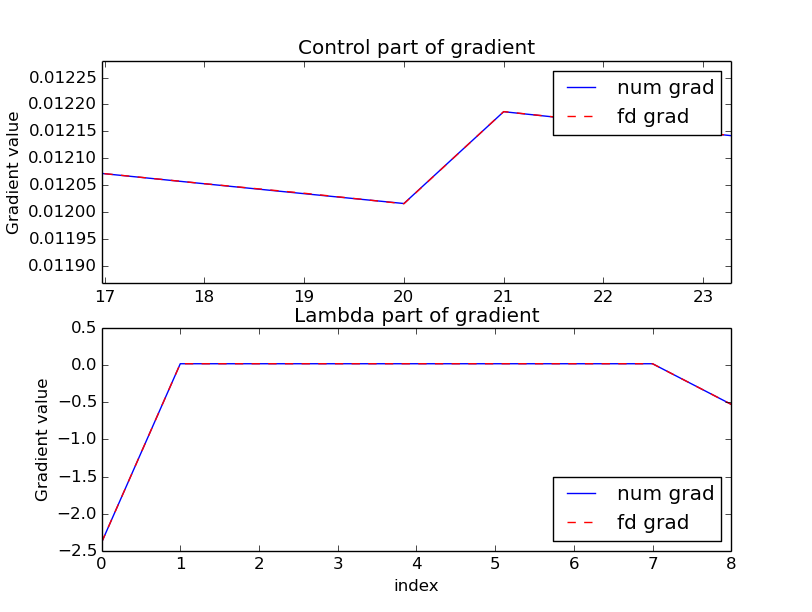 Control part of gradient
Gradient value
0.01225
0.01220
0.01215
0.01210
0.01205
0.01200
0.01195
0.01190
num grad
fd grad
17 18 19 20 21 22 23
Lambda part of gradient
Gradient value
0.5
0.0
−0.5
−1.0
−1.5
−2.0
−2.5
num grad
fd grad
0 1 2 3 4 5 6 7 8
index